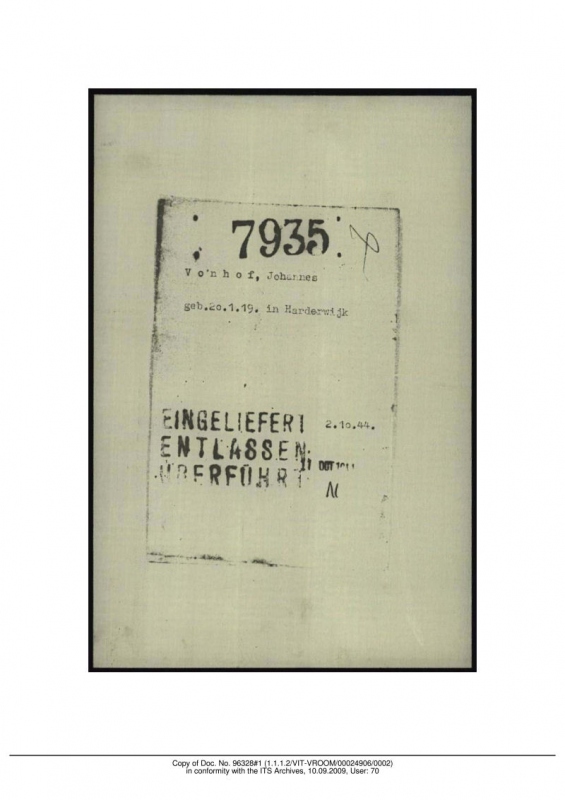 7935.
Vonhof, Johannes
geb.20.1.19. in Harderwijk
EINGELIEFERT 2.10.44.
ENTLASSEN
ÜBERFÜHRT OCT
N
Copy of Doc. No. 96328#1 (1.1.1.2/VIT-VROOM/00024906/0002)
in conformity with the ITS Archives, 10.09.2009, User: 70